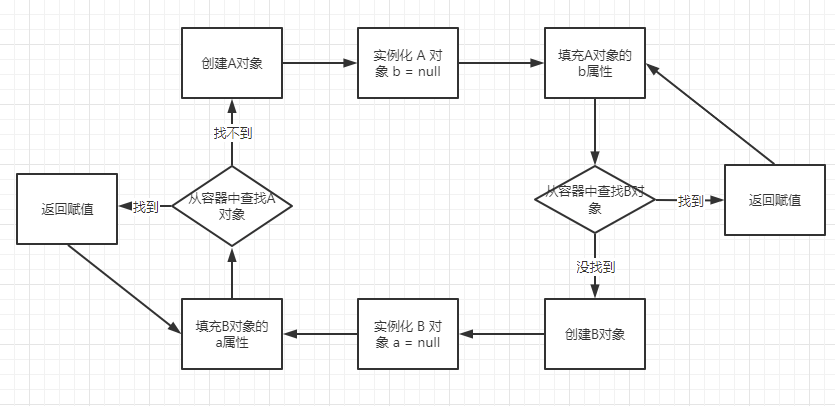 创建A对象
实例化 A 对
象 b = null
填充A对象的
b属性
找不到
返回赋值
找到
从容器中查找A
对象
从容器中查找B对
象
找到
返回赋值
没找到
填充B对象的
a属性
实例化 B 对
象 a = null
创建B对象